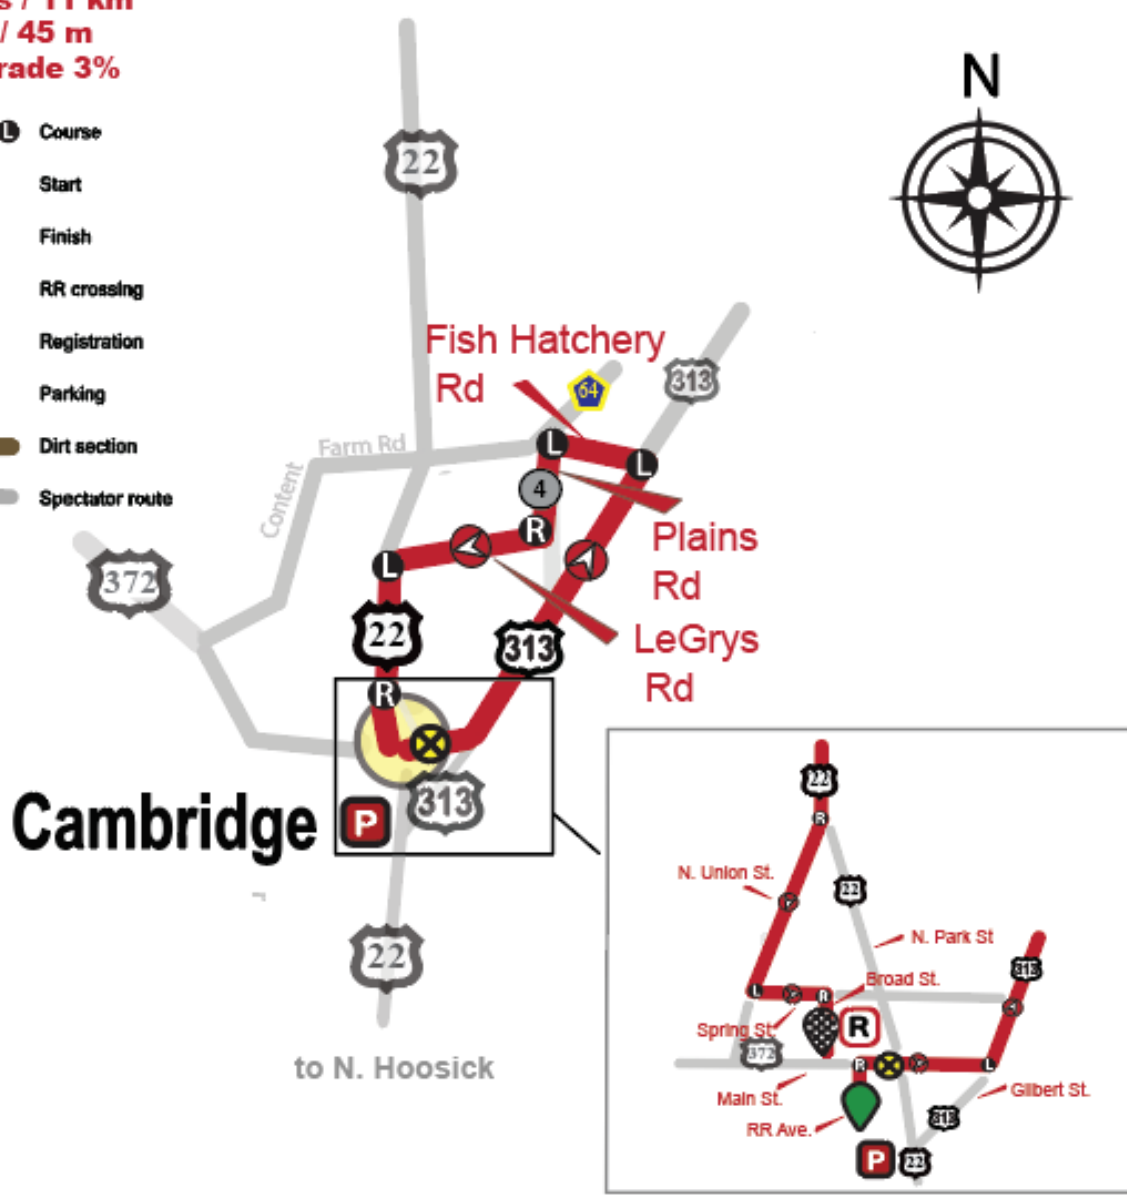 s / 11 km
/ 45 m
rade 3%
L Course
Start
Finish
RR crossing
Registration
Parking
Dirt section
Spectator route
N
22
Fish Hatchery
Rd
64
313
Farm Rd
Content
L
L
4
R
Plains
Rd
372
L
22
313
LeGrys
Rd
R
Cambridge
P
313
22
to N. Hoosick
22
R
N. Union St.
22
N. Park St
313
Broad St.
L
R
Spring St.
R
372
R
L
Main St.
Gilbert St.
RR Ave.
313
P
22